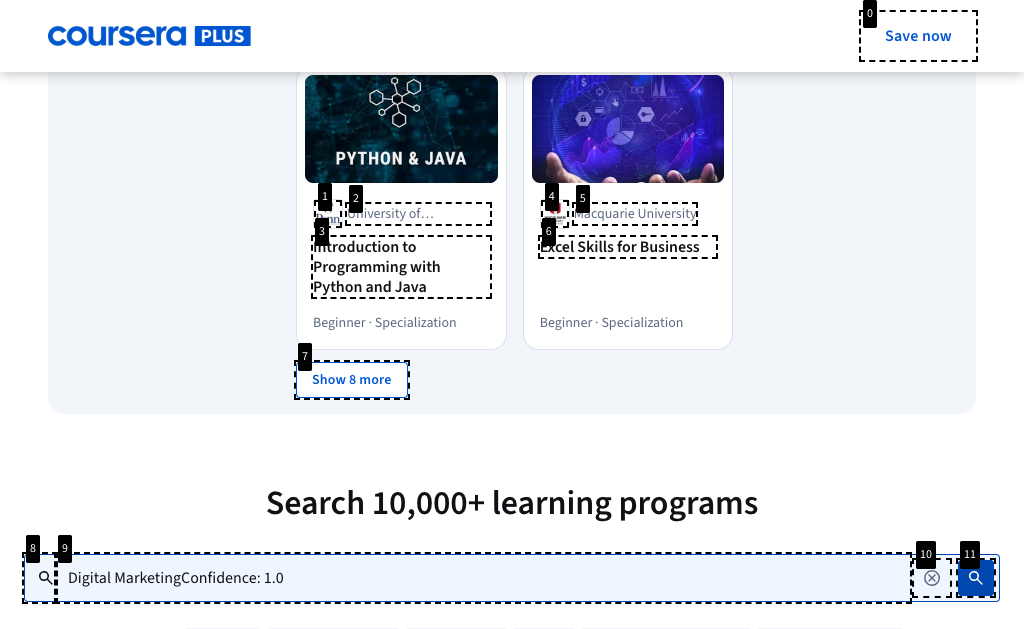 coursera PLUS
0
Save now
PYTHON & JAVA
1
2
University of…
3
Introduction to
Programming with
Python and Java
Beginner · Specialization
4
5
Macquarie University
6
Excel Skills for Business
Beginner · Specialization
7
Show 8 more
Search 10,000+ learning programs
8
9
10
11
Digital MarketingConfidence: 1.0